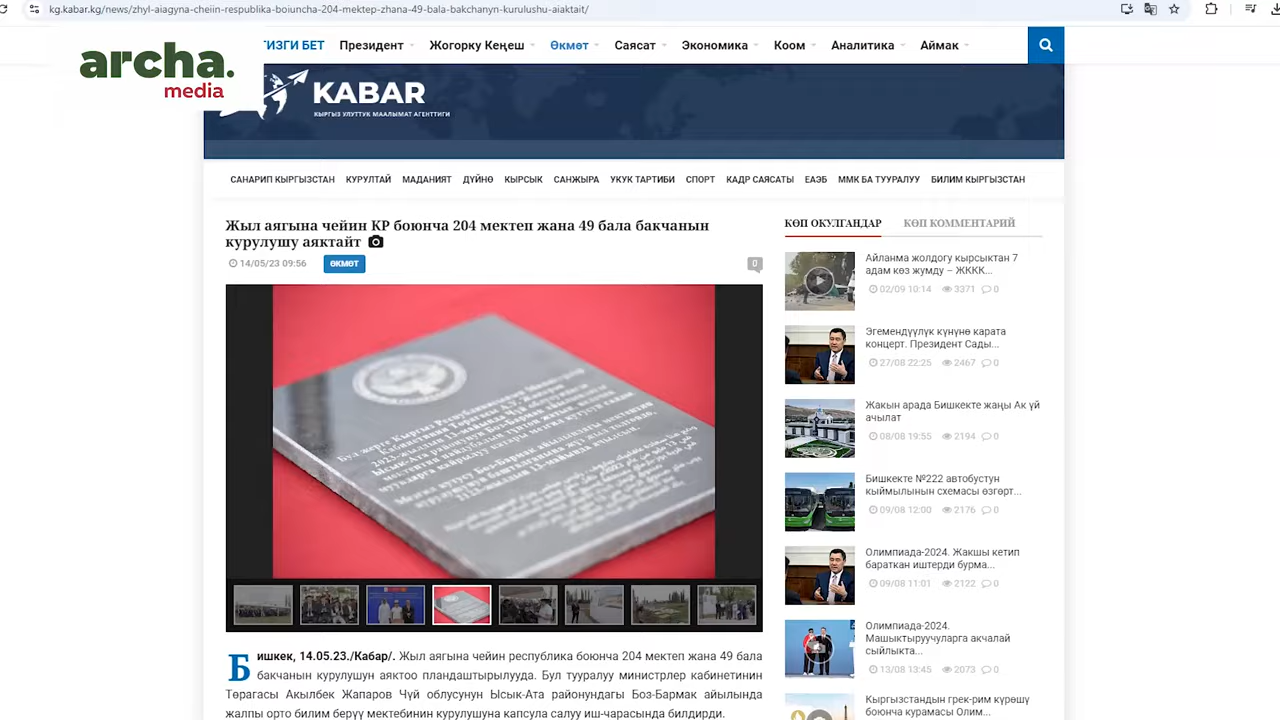 kg.kabar.kg/news/zhyl-aiagyna-cheiin-respublika-boiuncha-204-mektep-zhana-49-bala-bakchanyn-kurulushu-aiaktait/
archa.
media
ГИЗГИ БЕТ Президент Жогорку Кеңеш Өкмөт Саясат Экономика Коом Аналитика Аймак
KABAR
КЫРГЫЗ УЛУТТУК МААЛЫМАТ АГЕНТТИГИ
САНАРИП КЫРГЫЗСТАН КУРУЛТАЙ МАДАНИЯТ ДҮЙНӨ КЫРСЫК САНЖЫРА УКУК ТАРТИБИ СПОРТ КАДР САЯСАТЫ ЕАЭБ ММК БА ТУУРАЛУУ БИЛИМ КЫРГЫЗСТАН
Жыл аягына чейин КР боюнча 204 мектеп жана 49 бала бакчанын
курулушу аяктайт
14/05/23 09:56 ӨКМӨТ 0
Бишкек, 14.05.23./Кабар/. Жыл аягына чейин республика боюнча 204 мектеп жана 49 бала
бакчанын курулушун аяктоо пландаштырылууда. Бул тууралуу министрлер кабинетинин
Төрагасы Акылбек Жапаров Чүй облусунун Ысык-Ата районундагы Боз-Бармак айылында
жалпы орто билим берүү мектебинин курулушуна капсула салуу иш-чарасында билдирди.
КӨП ОКУЛГАНДАР КӨП КОММЕНТАРИЙ
Айланма жолдогу кырсыктан 7
адам көз жумду – ЖККК...
02/09 10:14 3371 0
Эгемендүүлүк күнүнө карата
концерт. Президент Сады...
27/08 22:25 2467 0
Жакын арада Бишкекте жаңы Ак үй
ачылат
08/08 19:55 2194 0
Бишкекте №222 автобустун
кыймылынын схемасы өзгөрт...
09/08 12:00 2176 0
Олимпиада-2024. Жакшы кетип
бараткан иштерди бурма...
09/08 11:01 2122 0
Олимпиада-2024.
Машыктыруучуларга акчалай
сыйлыкта...
13/08 13:45 2073 0
Кыргызстандын грек-рим күрөшү
боюнча курамасы Олим...